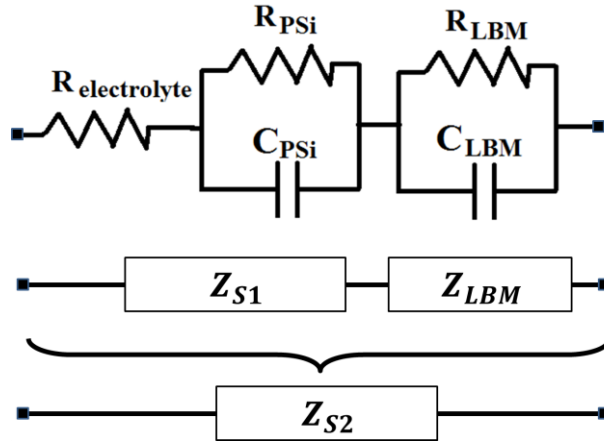 R_PSi
R_LBM
R_electrolyte
C_PSi
C_LBM
Z_S1
Z_LBM
Z_S2